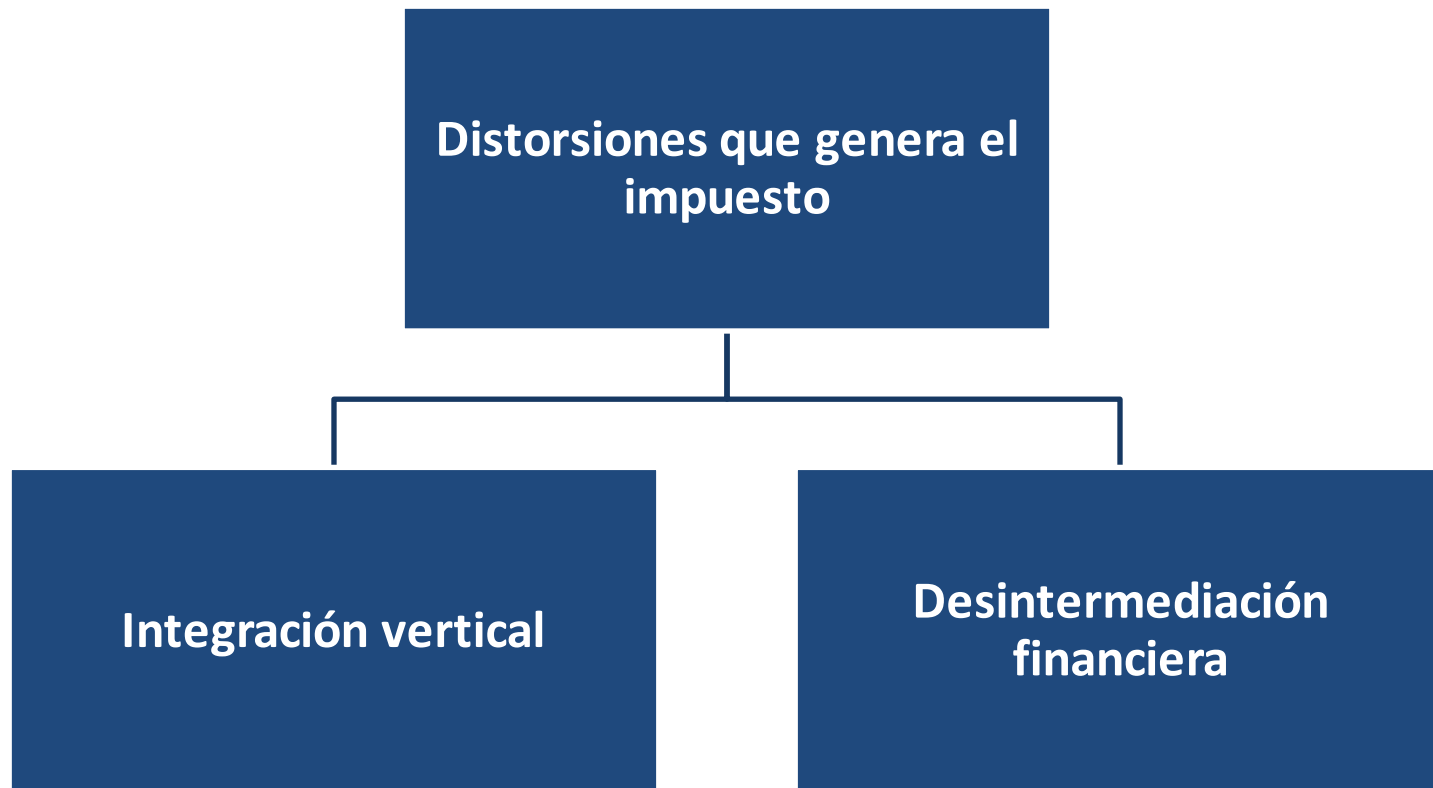 Distorsiones que genera el
impuesto
Integración vertical
Desintermediación
financiera